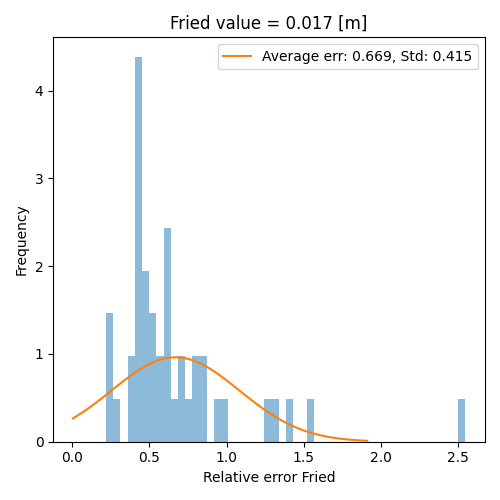 Fried value = 0.017 [m]
Average err: 0.669, Std: 0.415
Frequency
4
3
2
1
0
0.0 0.5 1.0 1.5 2.0 2.5
Relative error Fried